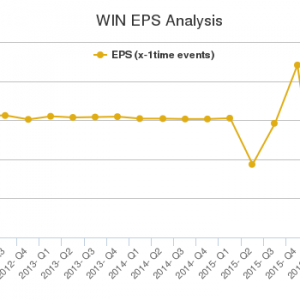 WIN EPS Analysis
EPS (x-1time events)
2012- Q4
2013- Q1
2013- Q2
2013- Q3
2013- Q4
2014- Q1
2014- Q2
2014- Q3
2014- Q4
2015- Q1
2015- Q2
2015- Q3
2015- Q4